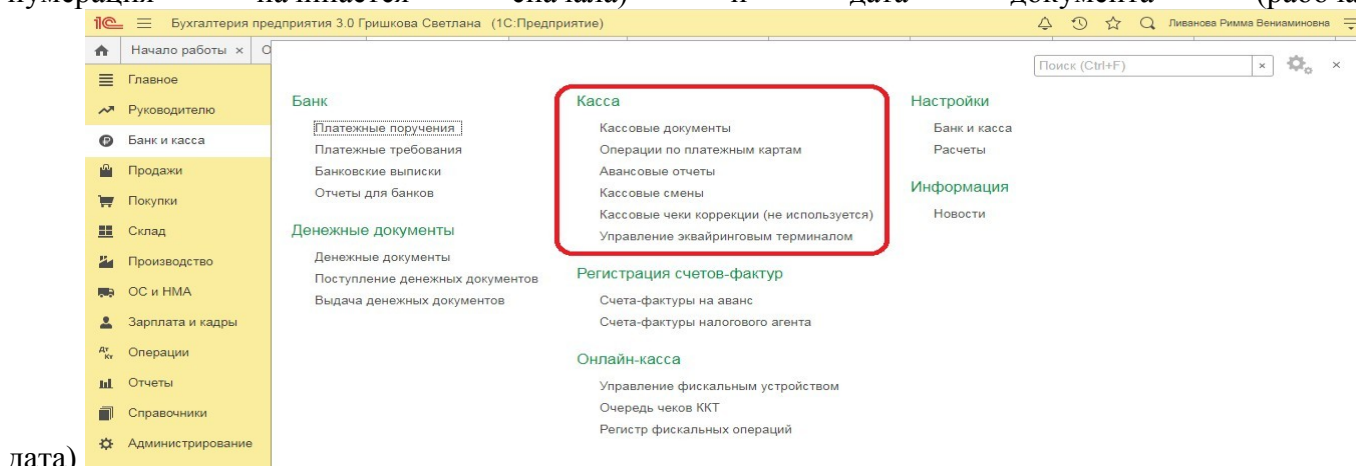 нумерация начинается сначала) и дата документа (рабочая
1С Бухгалтерия предприятия 3.0 Гришкова Светлана (1С:Предприятие) Ливанова Римма Вениаминовна
Начало работы × О
Поиск (Ctrl+F) ×
Главное
Руководителю
Банк и касса
Продажи
Покупки
Склад
Производство
ОС и НМА
Зарплата и кадры
Операции
Отчеты
Справочники
Администрирование
Банк
Платежные поручения
Платежные требования
Банковские выписки
Отчеты для банков
Денежные документы
Денежные документы
Поступление денежных документов
Выдача денежных документов
Касса
Кассовые документы
Операции по платежным картам
Авансовые отчеты
Кассовые смены
Кассовые чеки коррекции (не используется)
Управление эквайринговым терминалом
Регистрация счетов-фактур
Счета-фактуры на аванс
Счета-фактуры налогового агента
Онлайн-касса
Управление фискальным устройством
Очередь чеков ККТ
Регистр фискальных операций
Настройки
Банк и касса
Расчеты
Информация
Новости
дата)